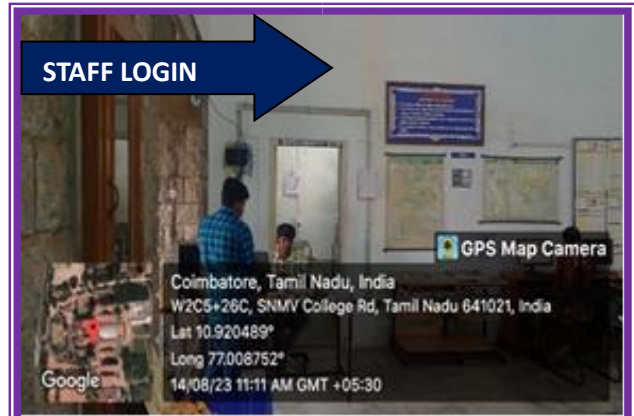 STAFF LOGIN
GPS Map Camera
Coimbatore, Tamil Nadu, India
W2C5+26C, SNMV College Rd, Tamil Nadu 641021, India
Lat 10.920489°
Long 77.008752°
14/08/23 11:11 AM GMT +05:30
Google